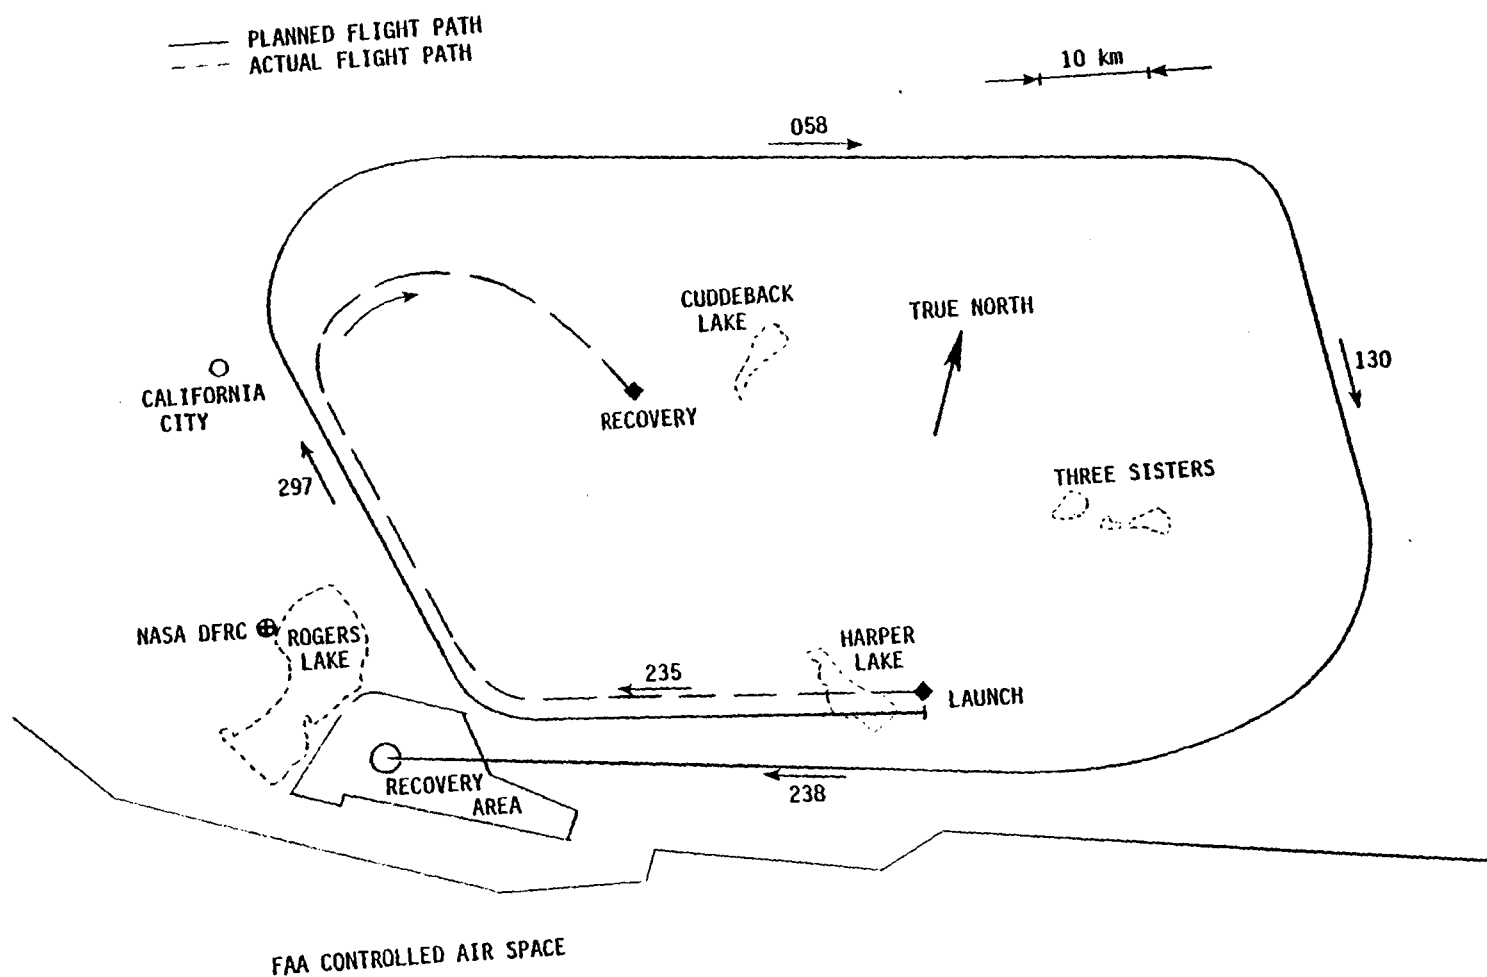 PLANNED FLIGHT PATH
ACTUAL FLIGHT PATH
10 km
058
CUDDEBACK
LAKE
TRUE NORTH
130
CALIFORNIA
CITY
RECOVERY
297
THREE SISTERS
NASA DFRC
ROGERS
LAKE
HARPER
LAKE
235
LAUNCH
RECOVERY
AREA
238
FAA CONTROLLED AIR SPACE